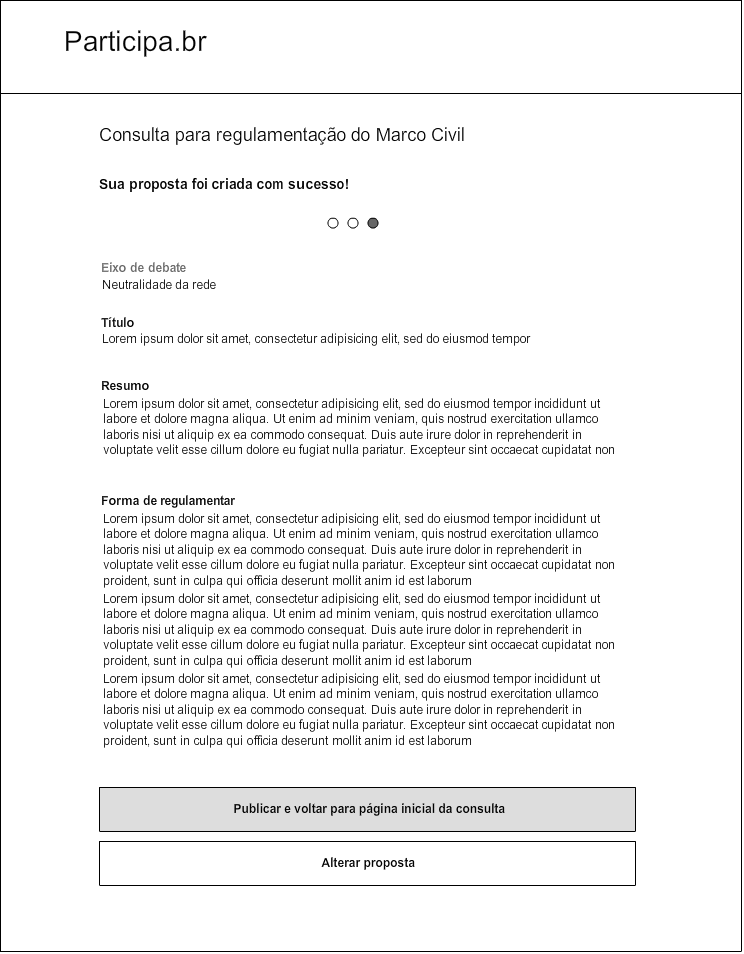 Participa.br
Consulta para regulamentação do Marco Civil
Sua proposta foi criada com sucesso!
Eixo de debate
Neutralidade da rede
Título
Lorem ipsum dolor sit amet, consectetur adipisicing elit, sed do eiusmod tempor
Resumo
Lorem ipsum dolor sit amet, consectetur adipisicing elit, sed do eiusmod tempor incididunt ut
labore et dolore magna aliqua. Ut enim ad minim veniam, quis nostrud exercitation ullamco
laboris nisi ut aliquip ex ea commodo consequat. Duis aute irure dolor in reprehenderit in
voluptate velit esse cillum dolore eu fugiat nulla pariatur. Excepteur sint occaecat cupidatat non
Forma de regulamentar
Lorem ipsum dolor sit amet, consectetur adipisicing elit, sed do eiusmod tempor incididunt ut
labore et dolore magna aliqua. Ut enim ad minim veniam, quis nostrud exercitation ullamco
laboris nisi ut aliquip ex ea commodo consequat. Duis aute irure dolor in reprehenderit in
voluptate velit esse cillum dolore eu fugiat nulla pariatur. Excepteur sint occaecat cupidatat non
proident, sunt in culpa qui officia deserunt mollit anim id est laborum
Lorem ipsum dolor sit amet, consectetur adipisicing elit, sed do eiusmod tempor incididunt ut
labore et dolore magna aliqua. Ut enim ad minim veniam, quis nostrud exercitation ullamco
laboris nisi ut aliquip ex ea commodo consequat. Duis aute irure dolor in reprehenderit in
voluptate velit esse cillum dolore eu fugiat nulla pariatur. Excepteur sint occaecat cupidatat non
proident, sunt in culpa qui officia deserunt mollit anim id est laborum
Lorem ipsum dolor sit amet, consectetur adipisicing elit, sed do eiusmod tempor incididunt ut
labore et dolore magna aliqua. Ut enim ad minim veniam, quis nostrud exercitation ullamco
laboris nisi ut aliquip ex ea commodo consequat. Duis aute irure dolor in reprehenderit in
voluptate velit esse cillum dolore eu fugiat nulla pariatur. Excepteur sint occaecat cupidatat non
proident, sunt in culpa qui officia deserunt mollit anim id est laborum
Publicar e voltar para página inicial da consulta
Alterar proposta